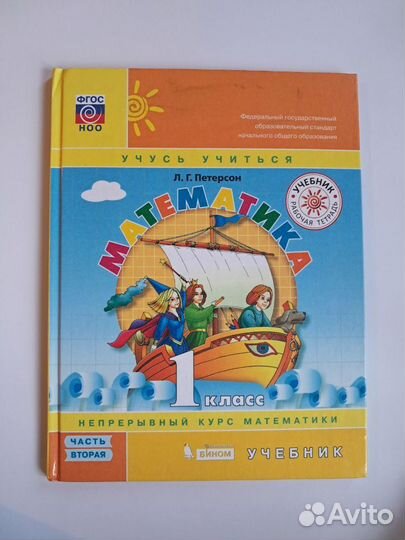 ФГОС
НОО
Федеральный государственный
образовательный стандарт
начального общего образования
УЧУСЬ УЧИТЬСЯ
Л. Г. Петерсон
УЧЕБНИК
РАБОЧАЯ ТЕТРАДЬ
МАТЕМАТИКА
1 КЛАСС
НЕПРЕРЫВНЫЙ КУРС МАТЕМАТИКИ
ЧАСТЬ
ВТОРАЯ
БИНОМ
УЧЕБНИК
Avito